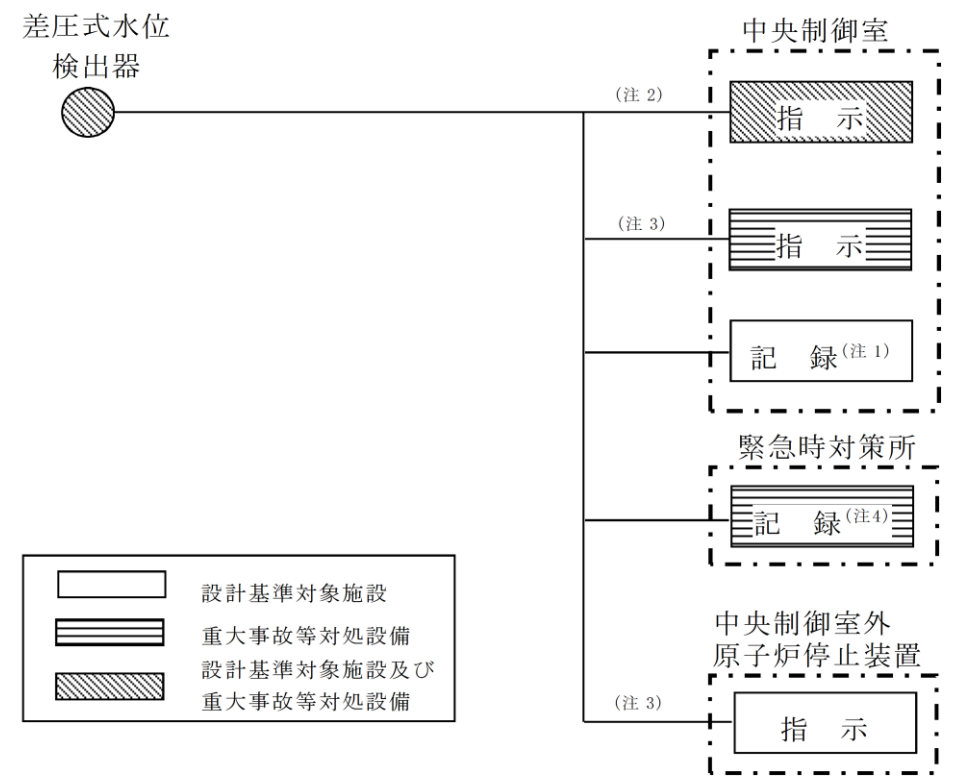 差圧式水位
検出器
中央制御室
(注 2)
指 示
(注 3)
指 示
記 録(注 1)
緊急時対策所
記 録(注4)
中央制御室外
原子炉停止装置
(注 3)
指 示
設計基準対象施設
重大事故等対処設備
設計基準対象施設及び
重大事故等対処設備